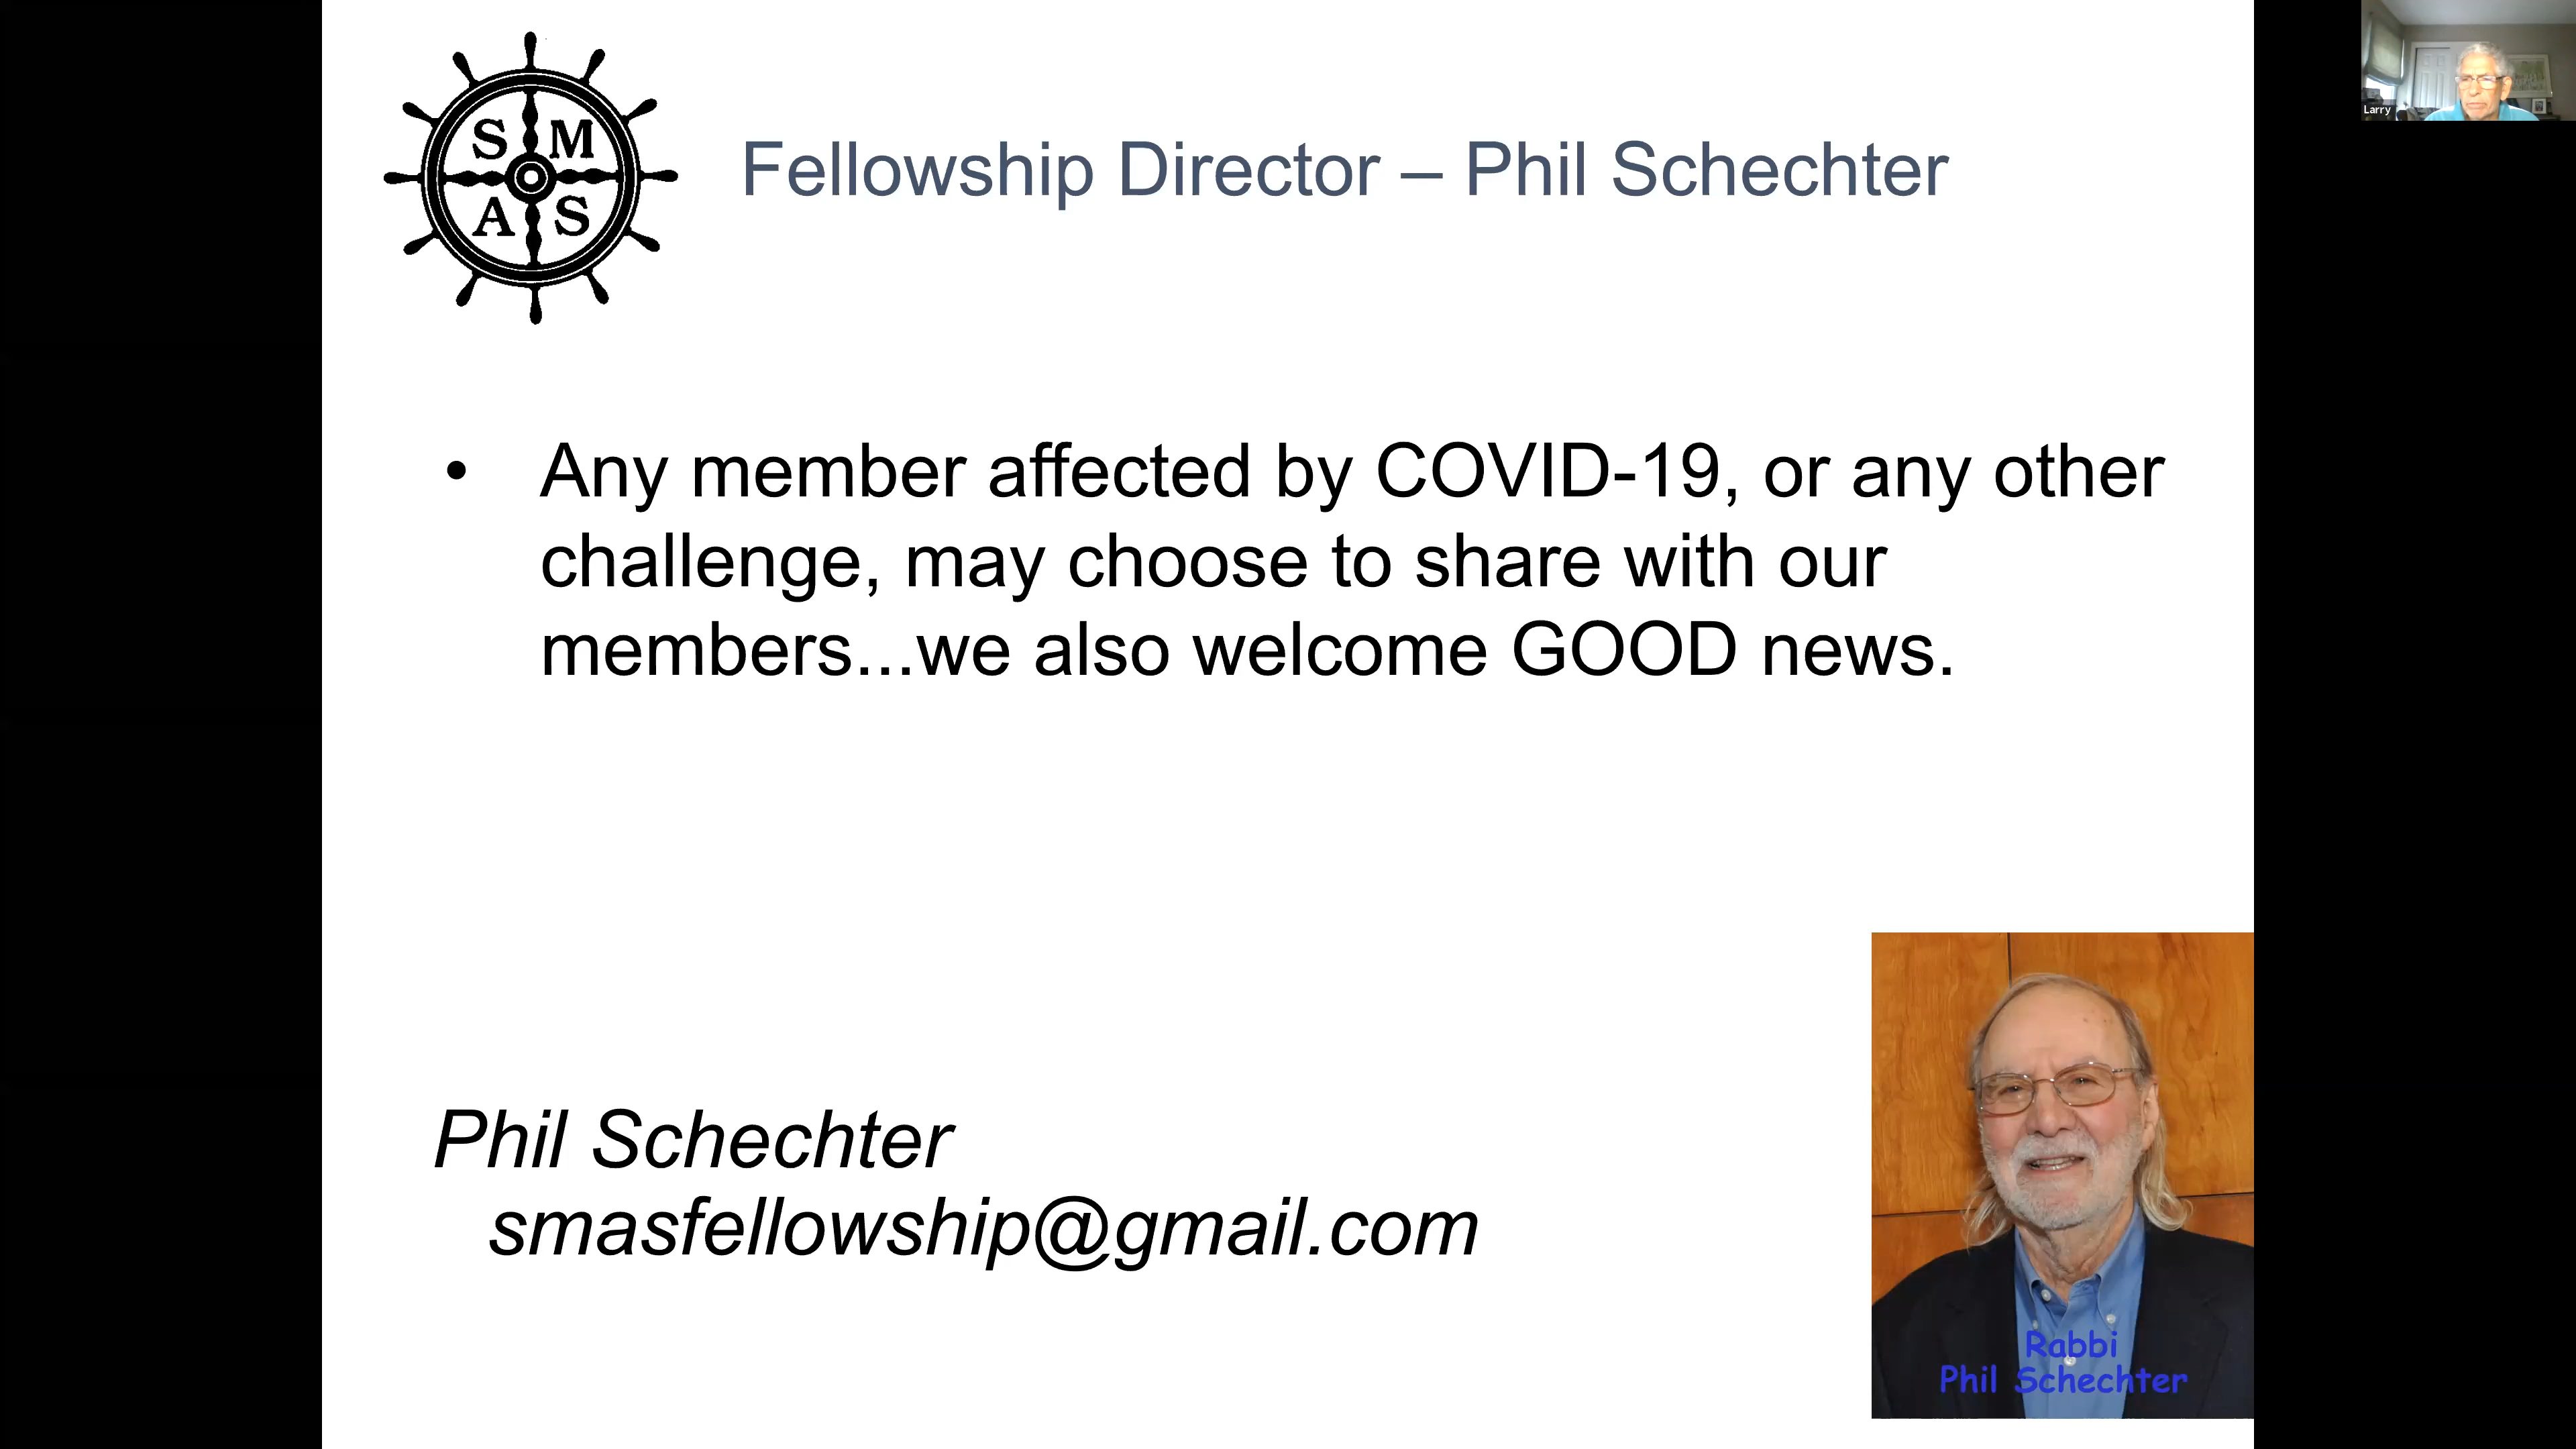 S M
A S
Fellowship Director – Phil Schechter
Larry
• Any member affected by COVID-19, or any other
challenge, may choose to share with our
members...we also welcome GOOD news.
Phil Schechter
smasfellowship@gmail.com
Rabbi
Phil Schechter